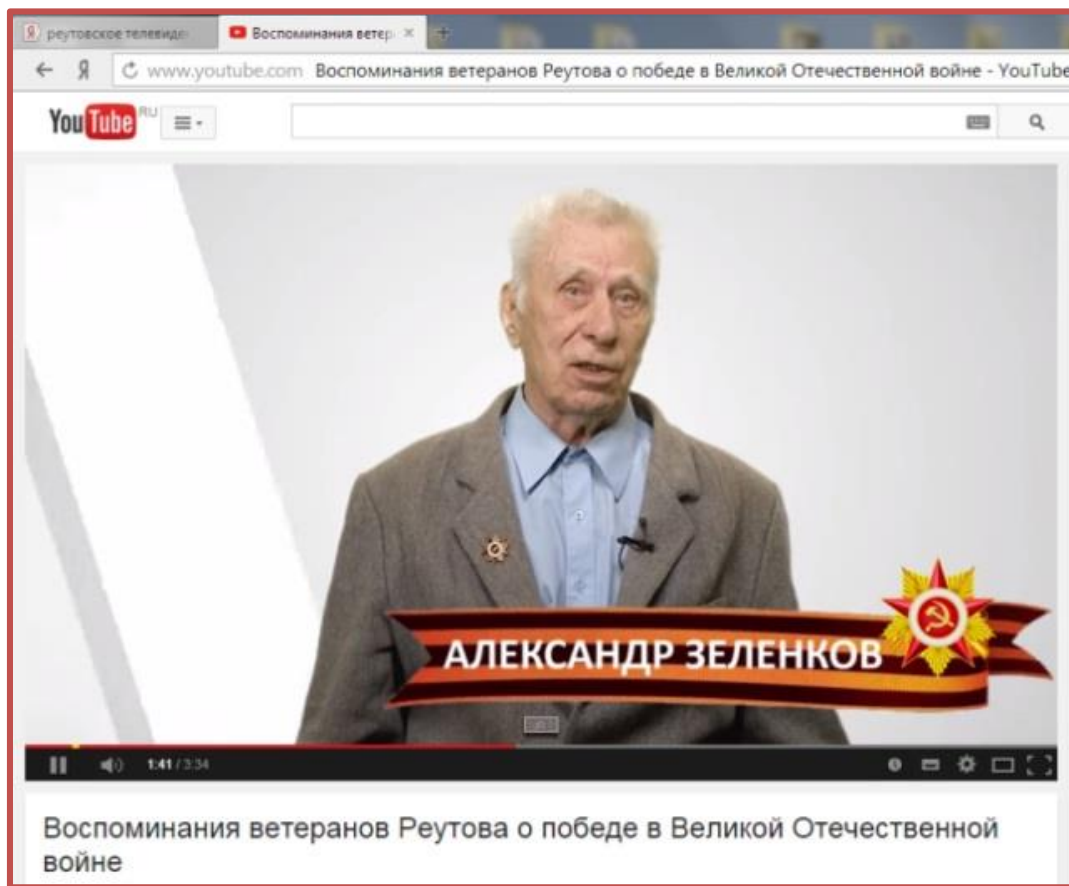 реутовское телевиде
Воспоминания ветер
www.youtube.com Воспоминания ветеранов Реутова о победе в Великой Отечественной войне - YouTube
YouTube RU
АЛЕКСАНДР ЗЕЛЕНКОВ
1:41 / 3:34
Воспоминания ветеранов Реутова о победе в Великой Отечественной
войне